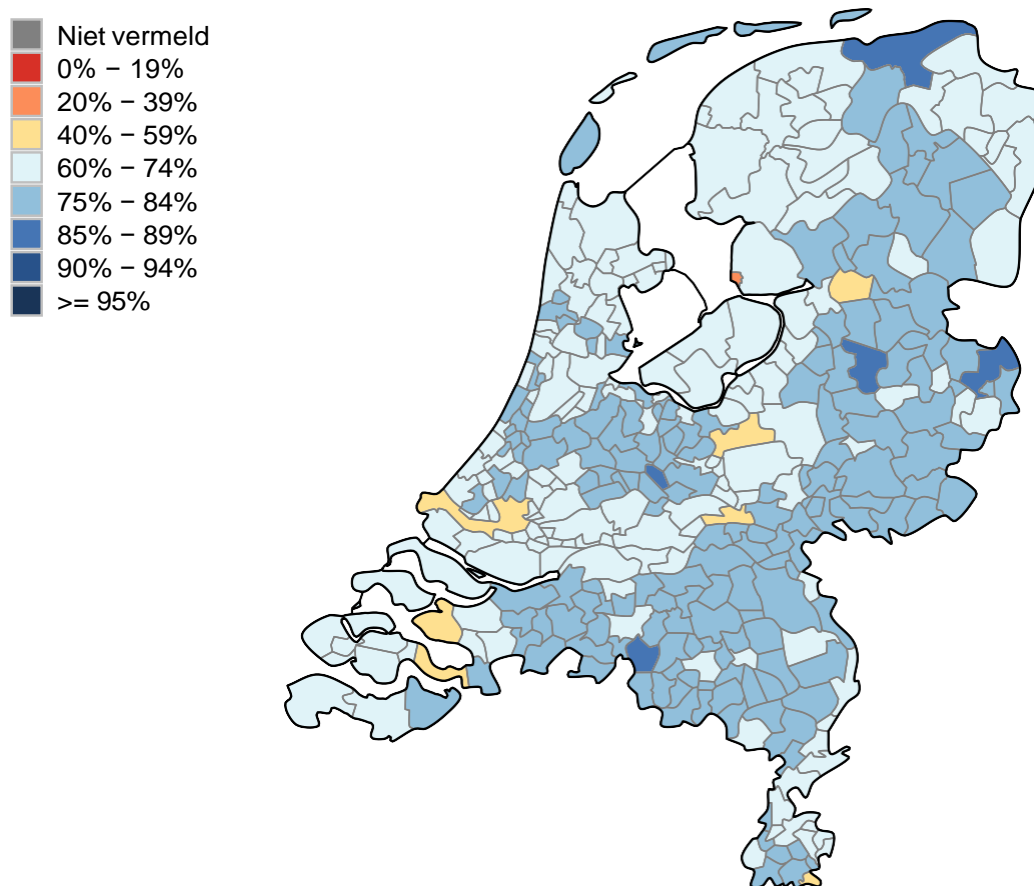 Niet vermeld
0% − 19%
20% − 39%
40% − 59%
60% − 74%
75% − 84%
85% − 89%
90% − 94%
>= 95%